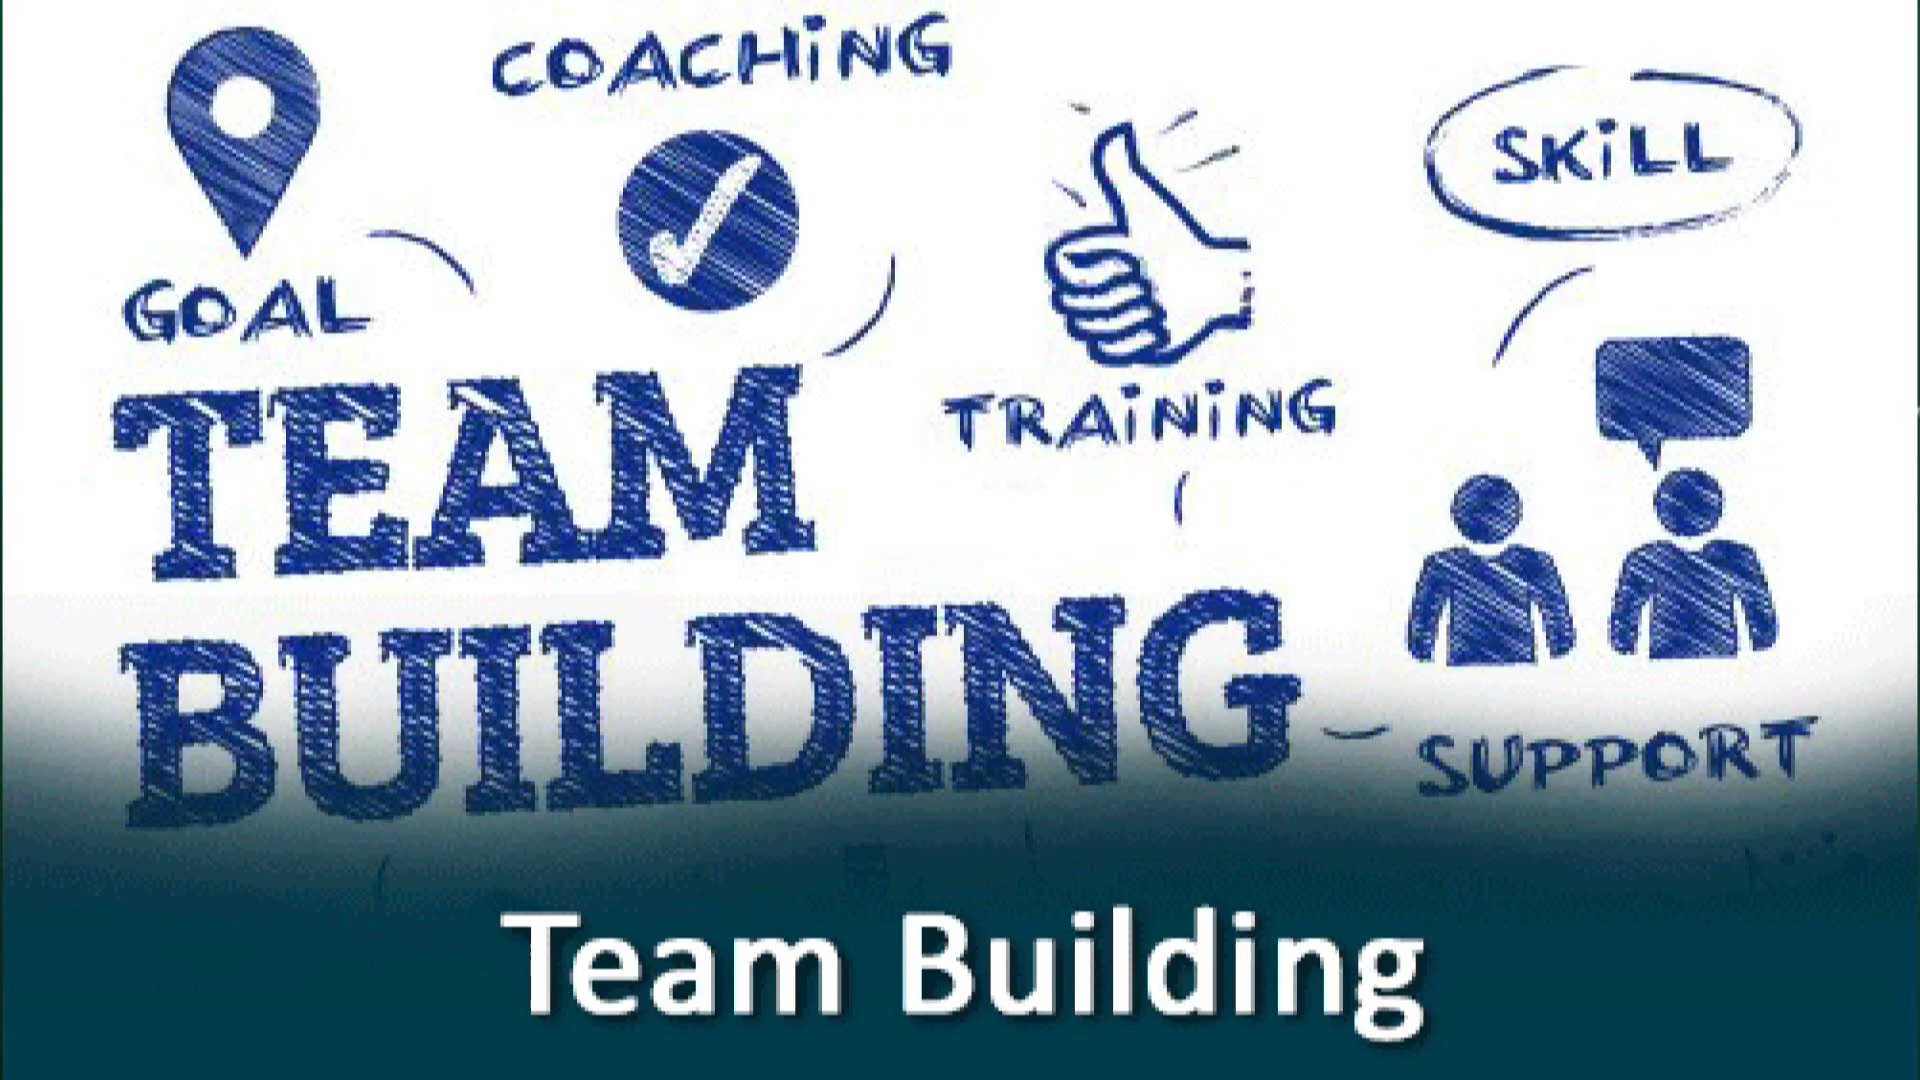 COACHiNG
SKiLL
GOAL
TRAiNiNG
TEAM
BUILDING
SUPPORT
Team Building